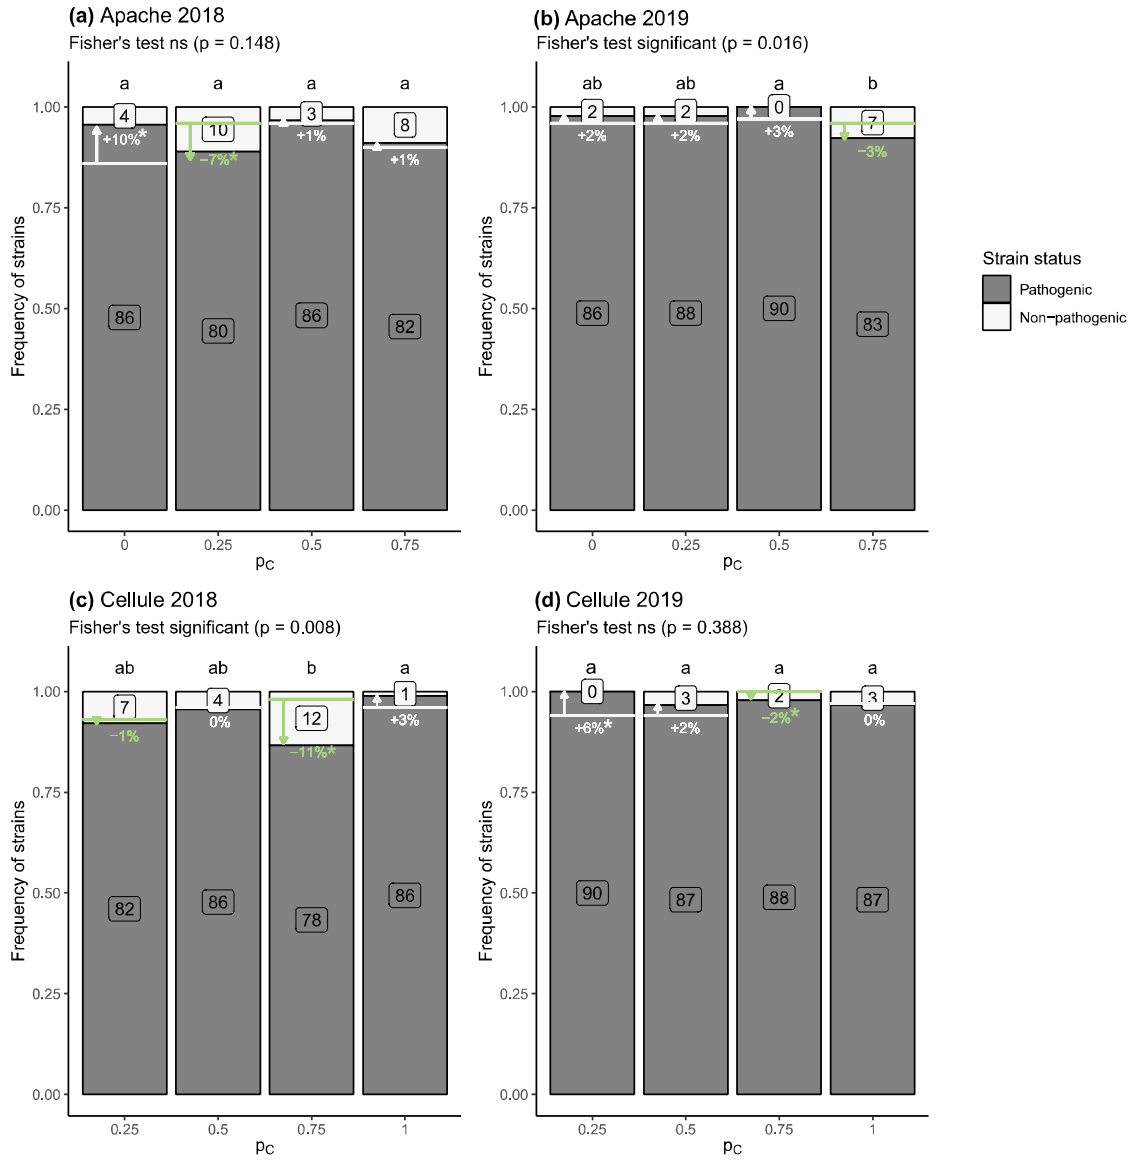 (a) Apache 2018
Fisher's test ns (p = 0.148)
a a a a
1.00
0.75
0.50
0.25
0.00
Frequency of strains
4 10 3 8
+10%* −7%* +1% +1%
86 80 86 82
0 0.25 0.5 0.75
pC
(b) Apache 2019
Fisher's test significant (p = 0.016)
ab ab a b
1.00
0.75
0.50
0.25
0.00
Frequency of strains
2 2 0 7
+2% +2% +3% −3%
86 88 90 83
0 0.25 0.5 0.75
pC
Strain status
Pathogenic
Non−pathogenic
(c) Cellule 2018
Fisher's test significant (p = 0.008)
ab ab b a
1.00
0.75
0.50
0.25
0.00
Frequency of strains
7 4 12 1
−1% 0% −11%* +3%
82 86 78 86
0.25 0.5 0.75 1
pC
(d) Cellule 2019
Fisher's test ns (p = 0.388)
a a a a
1.00
0.75
0.50
0.25
0.00
Frequency of strains
0 3 2 3
+6%* +2% −2%* 0%
90 87 88 87
0.25 0.5 0.75 1
pC